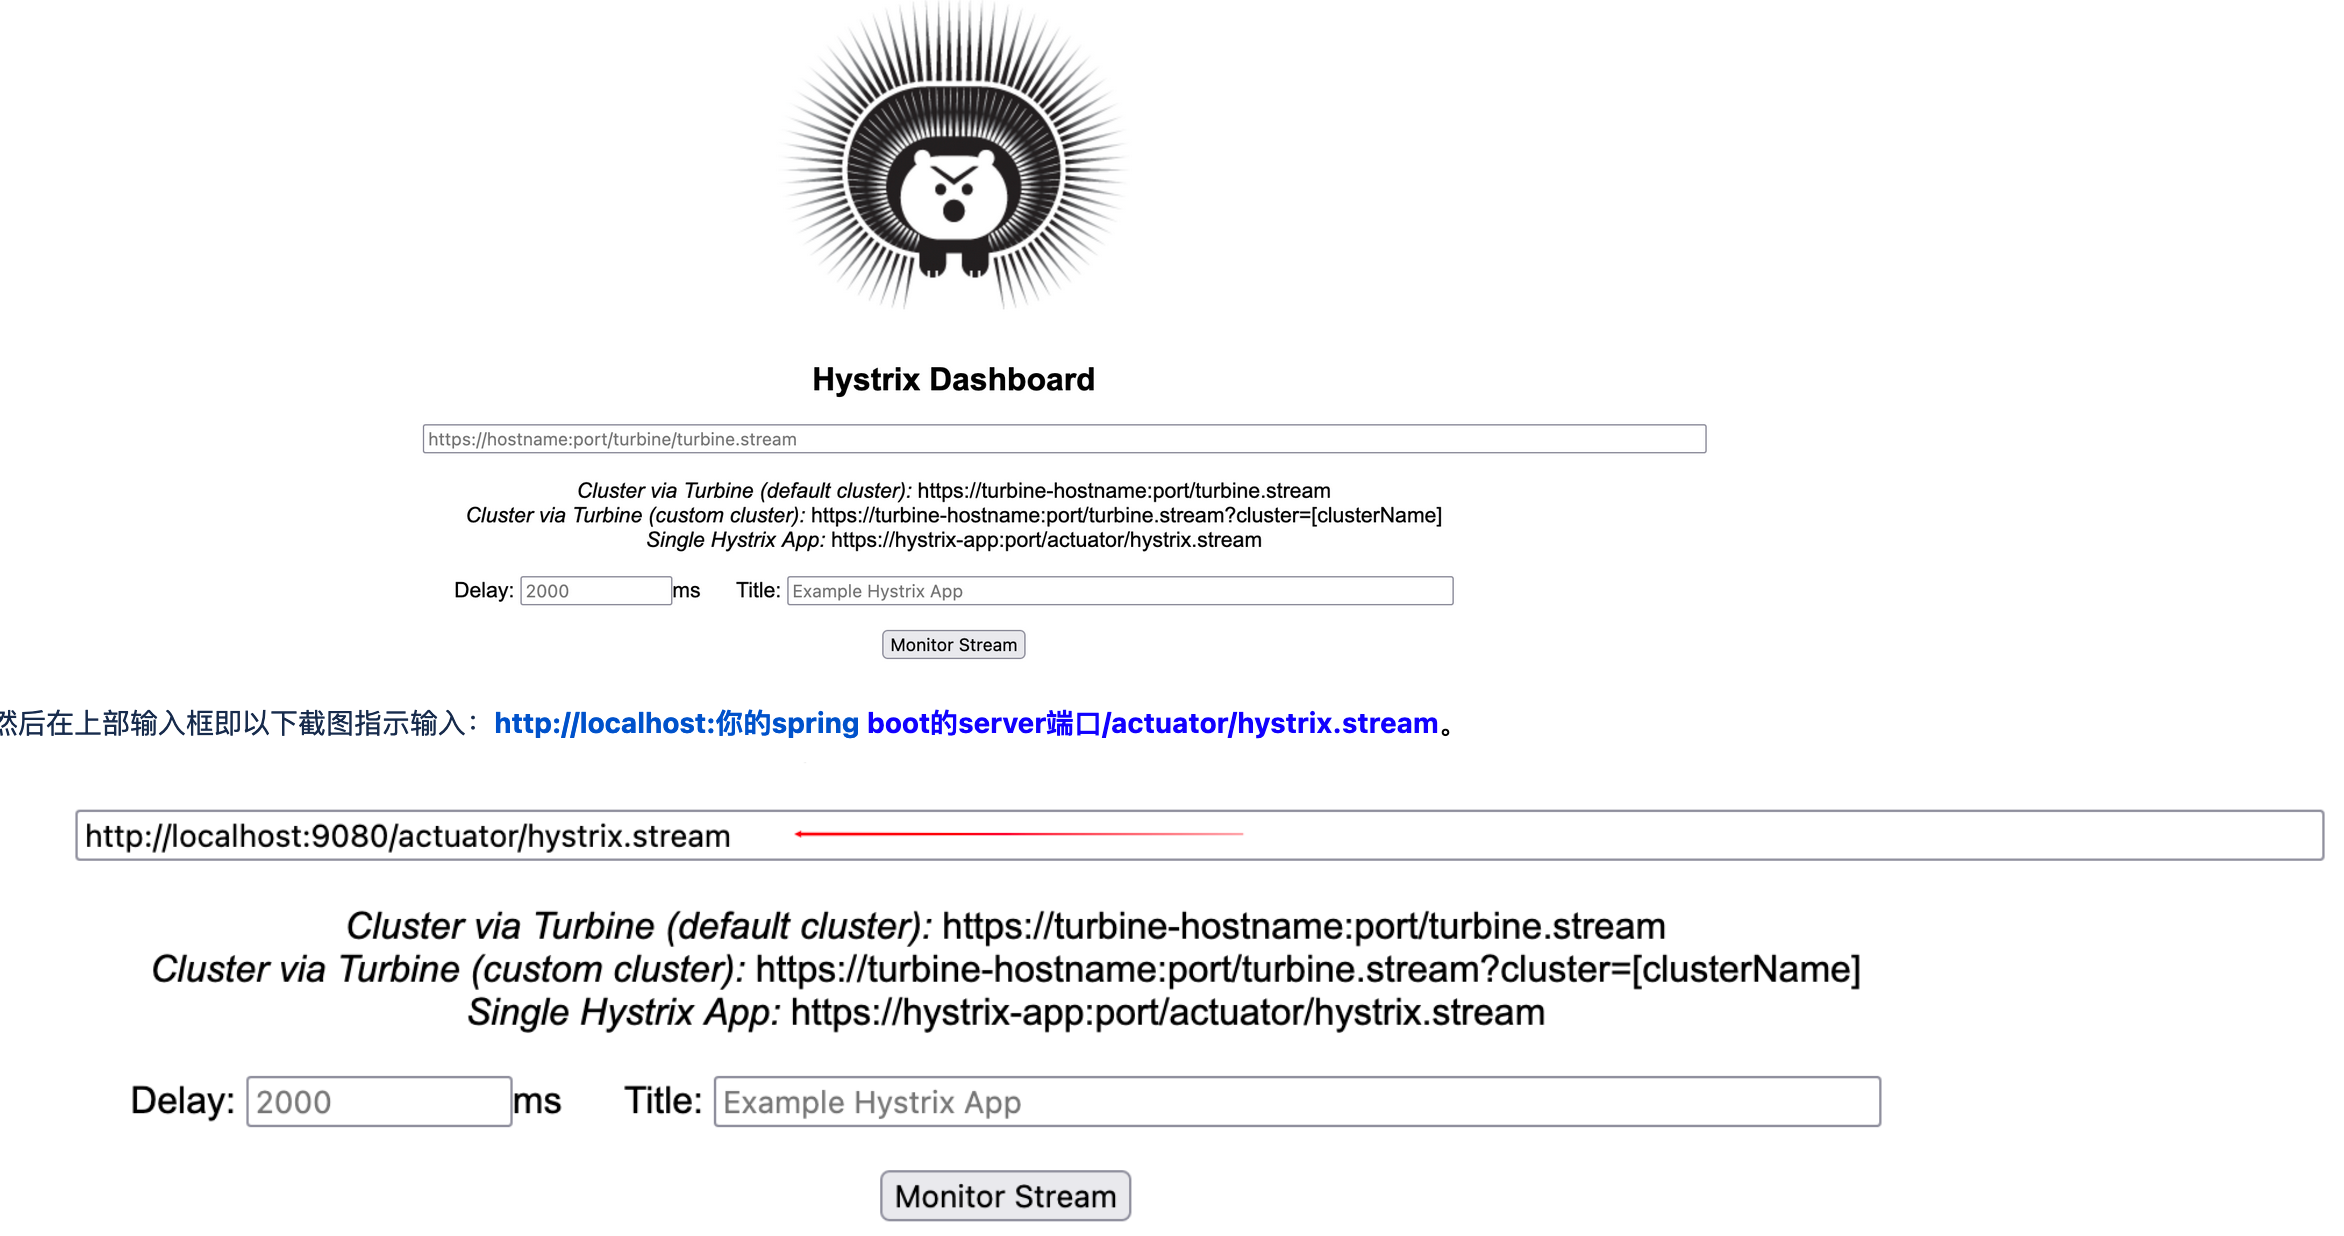 Hystrix Dashboard
https://hostname:port/turbine/turbine.stream
Cluster via Turbine (default cluster): https://turbine-hostname:port/turbine.stream
Cluster via Turbine (custom cluster): https://turbine-hostname:port/turbine.stream?cluster=[clusterName]
Single Hystrix App: https://hystrix-app:port/actuator/hystrix.stream
Delay: 2000 ms Title: Example Hystrix App
Monitor Stream
然后在上部输入框即以下截图指示输入：http://localhost:你的spring boot的server端口/actuator/hystrix.stream。
http://localhost:9080/actuator/hystrix.stream
Cluster via Turbine (default cluster): https://turbine-hostname:port/turbine.stream
Cluster via Turbine (custom cluster): https://turbine-hostname:port/turbine.stream?cluster=[clusterName]
Single Hystrix App: https://hystrix-app:port/actuator/hystrix.stream
Delay: 2000 ms Title: Example Hystrix App
Monitor Stream